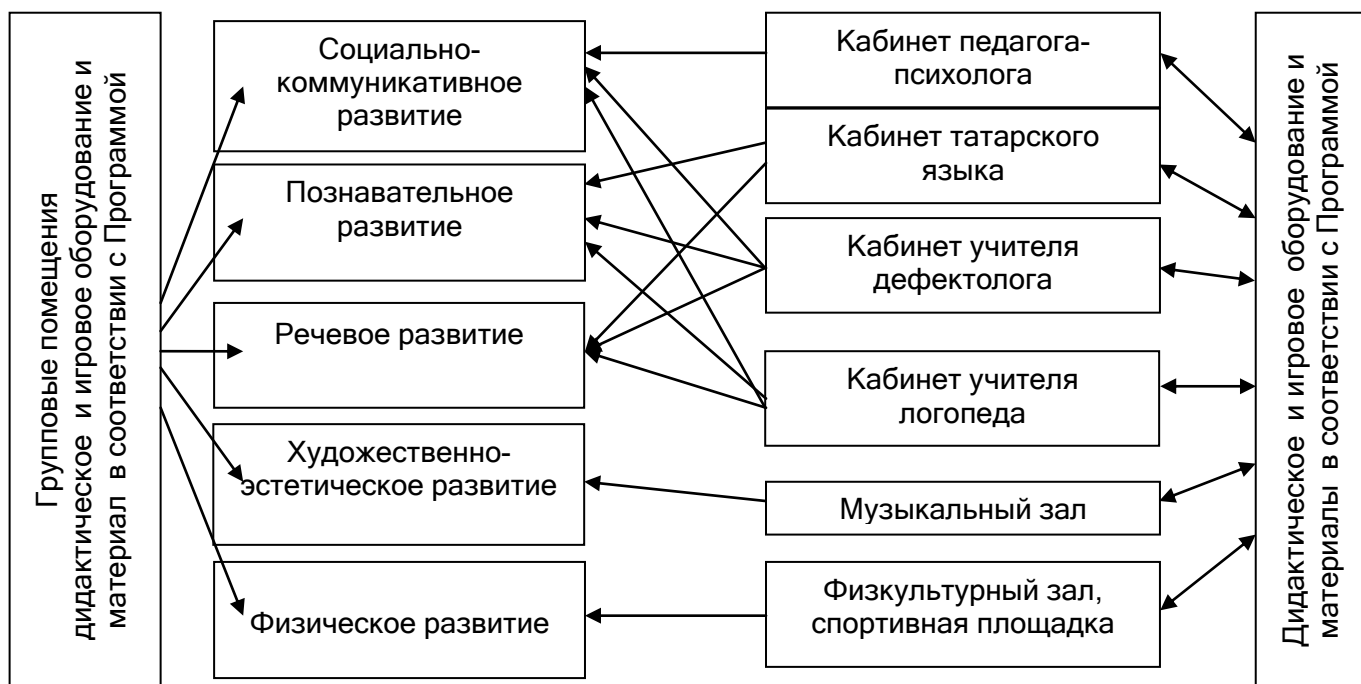 Групповые помещения
дидактическое и игровое оборудование и
материал в соответствии с Программой
Социально-
коммуникативное
развитие
Познавательное
развитие
Речевое развитие
Художественно-
эстетическое развитие
Физическое развитие
Кабинет педагога-
психолога
Кабинет татарского
языка
Кабинет учителя
дефектолога
Кабинет учителя
логопеда
Музыкальный зал
Физкультурный зал,
спортивная площадка
Дидактическое и игровое оборудование и
материалы в соответствии с Программой